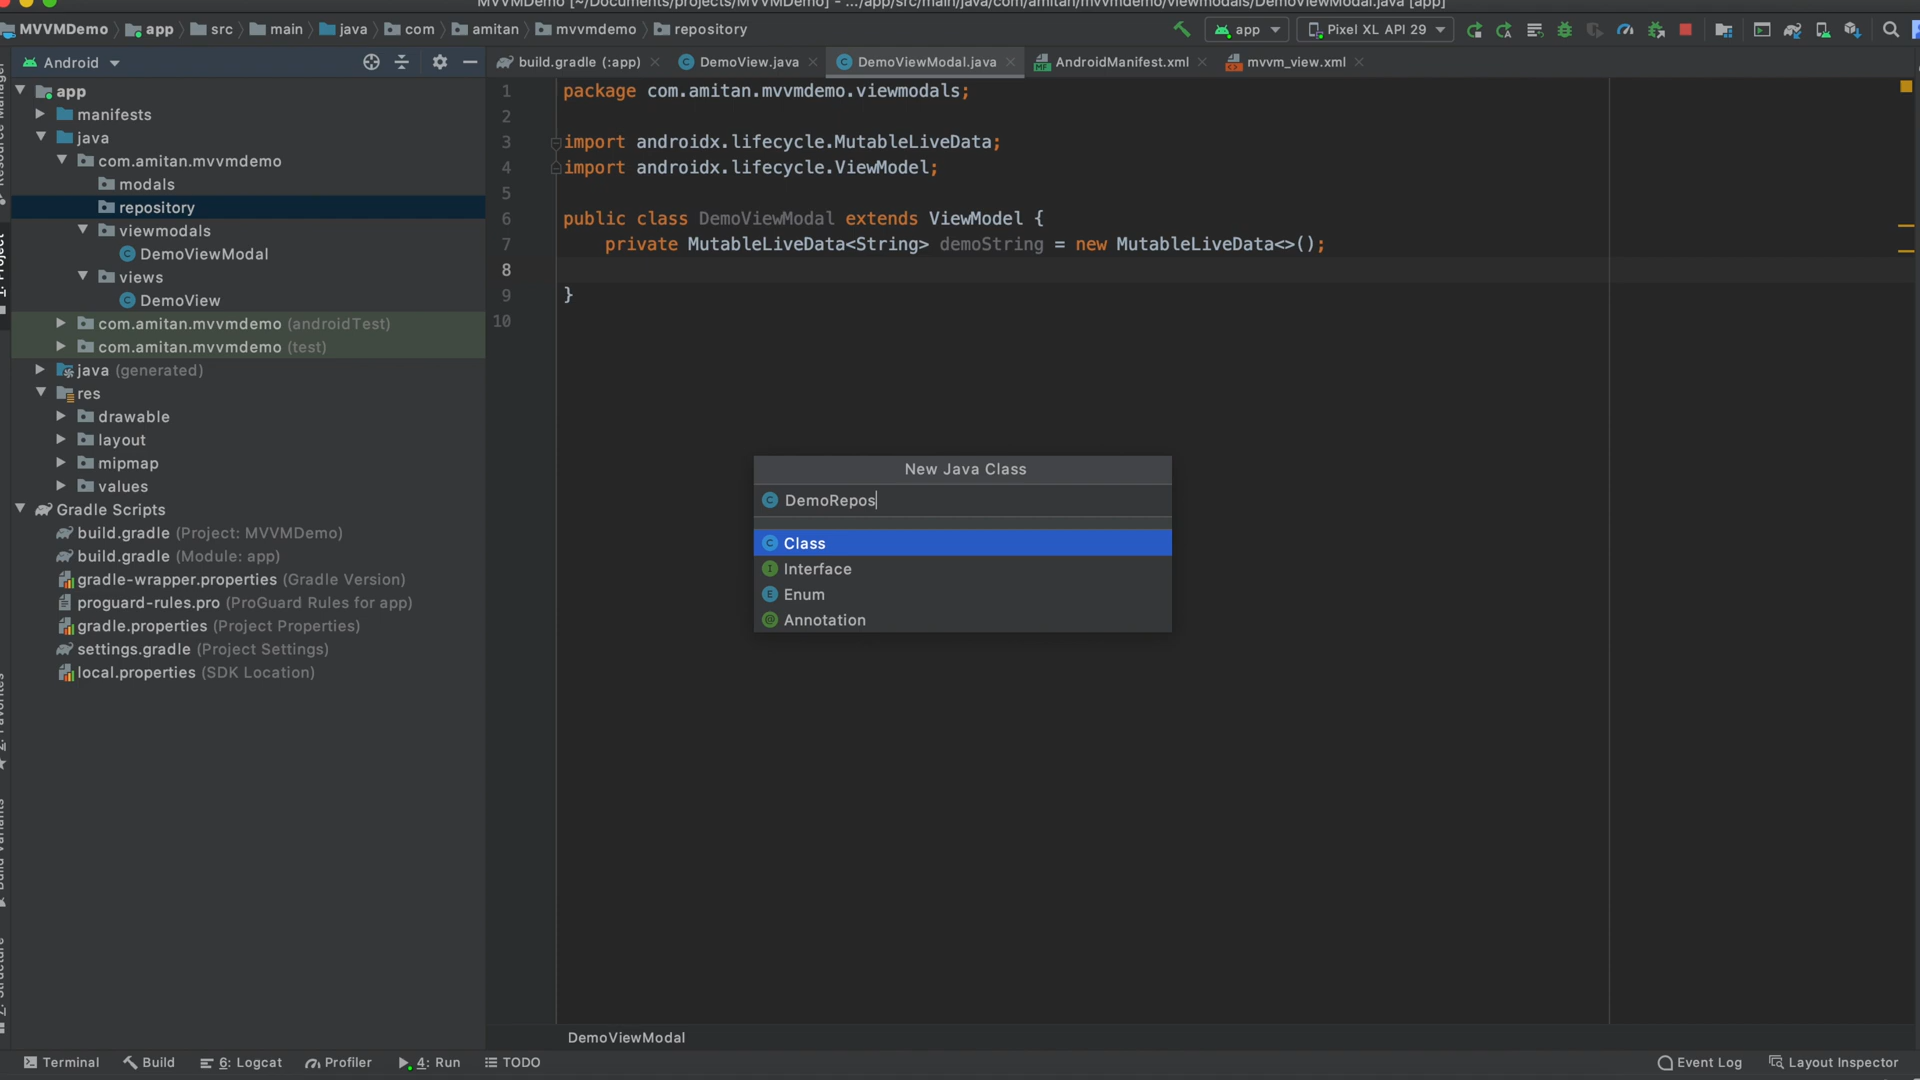 MVVMDemo [~/Documents/projects/MVVMDemo] - .../app/src/main/java/com/amitan/mvvmdemo/viewmodals/DemoViewModal.java [app]
MVVMDemo app src main java com amitan mvvmdemo repository
app Pixel XL API 29
Android
build.gradle (:app) DemoView.java DemoViewModal.java AndroidManifest.xml mvvm_view.xml
app
manifests
java
com.amitan.mvvmdemo
modals
repository
viewmodals
DemoViewModal
views
DemoView
com.amitan.mvvmdemo (androidTest)
com.amitan.mvvmdemo (test)
java (generated)
res
drawable
layout
mipmap
values
Gradle Scripts
build.gradle (Project: MVVMDemo)
build.gradle (Module: app)
gradle-wrapper.properties (Gradle Version)
proguard-rules.pro (ProGuard Rules for app)
gradle.properties (Project Properties)
settings.gradle (Project Settings)
local.properties (SDK Location)
1 package com.amitan.mvvmdemo.viewmodals;
2
3 import androidx.lifecycle.MutableLiveData;
4 import androidx.lifecycle.ViewModel;
5
6 public class DemoViewModal extends ViewModel {
7 private MutableLiveData<String> demoString = new MutableLiveData<>();
8
9 }
10
New Java Class
DemoRepos
Class
Interface
Enum
Annotation
DemoViewModal
Terminal Build 6: Logcat Profiler 4: Run TODO Event Log Layout Inspector